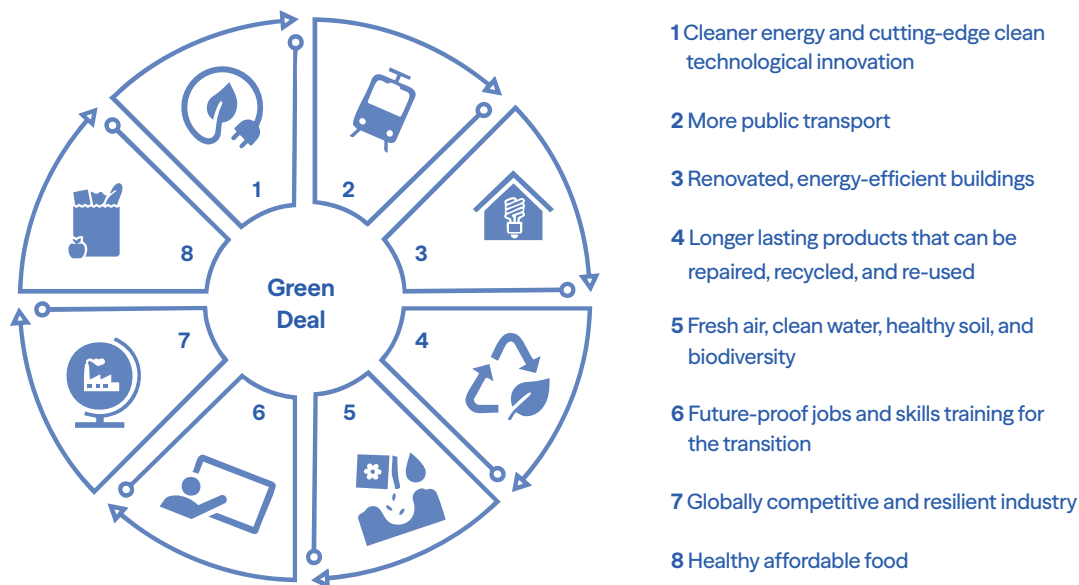 1
2
3
4
5
6
7
8
Green
Deal
1 Cleaner energy and cutting-edge clean
technological innovation
2 More public transport
3 Renovated, energy-efficient buildings
4 Longer lasting products that can be
repaired, recycled, and re-used
5 Fresh air, clean water, healthy soil, and
biodiversity
6 Future-proof jobs and skills training for
the transition
7 Globally competitive and resilient industry
8 Healthy affordable food